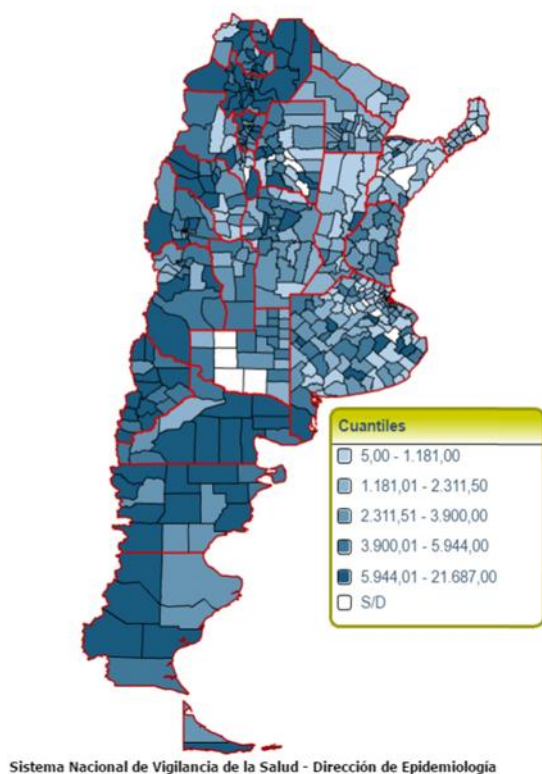 Cuantiles
5,00 - 1.181,00
1.181,01 - 2.311,50
2.311,51 - 3.900,00
3.900,01 - 5.944,00
5.944,01 - 21.687,00
S/D
Sistema Nacional de Vigilancia de la Salud - Dirección de Epidemiología